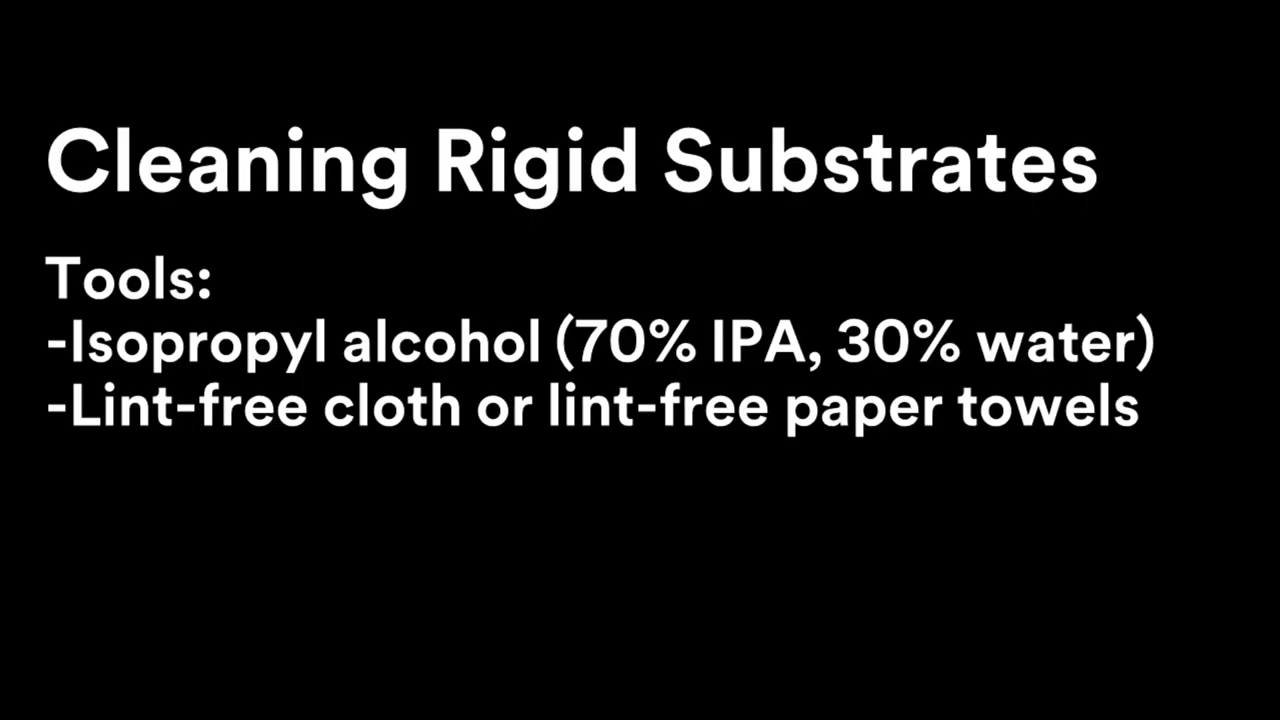 Cleaning Rigid Substrates
Tools:
-Isopropyl alcohol (70% IPA, 30% water)
-Lint-free cloth or lint-free paper towels